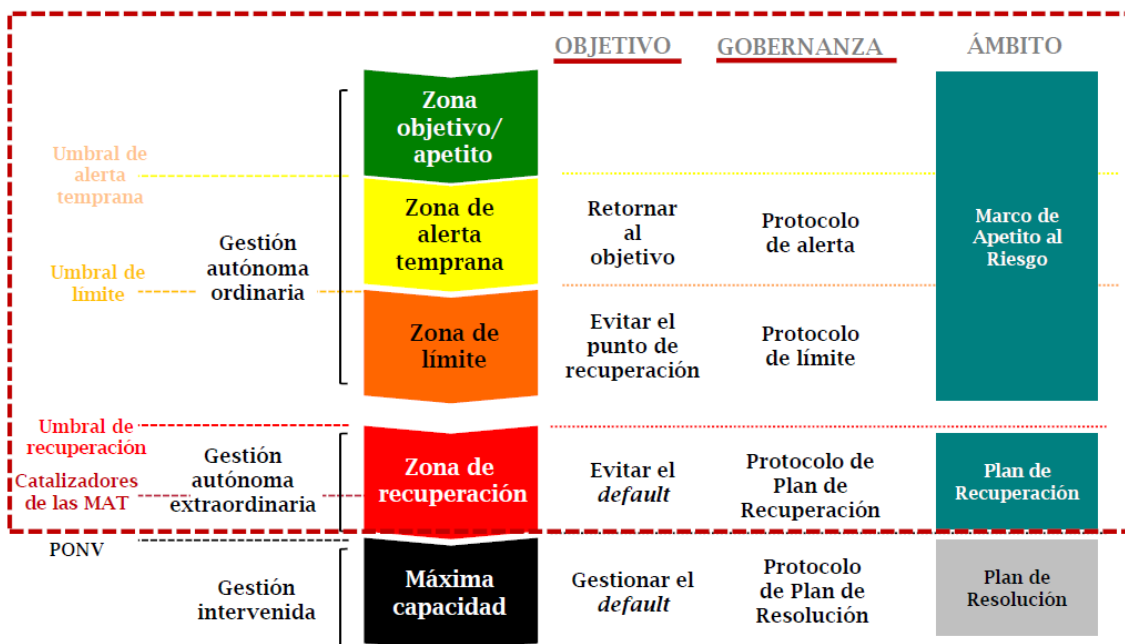 OBJETIVO
GOBERNANZA
ÁMBITO
Zona
objetivo/
apetito
Umbral de
alerta
temprana
Zona de
alerta
temprana
Retornar
al
objetivo
Protocolo
de alerta
Marco de
Apetito al
Riesgo
Gestión
autónoma
ordinaria
Umbral de
límite
Zona de
límite
Evitar el
punto de
recuperación
Protocolo
de límite
Umbral de
recuperación
Catalizadores
de las MAT
Gestión
autónoma
extraordinaria
Zona de
recuperación
Evitar el
default
Protocolo de
Plan de
Recuperación
Plan de
Recuperación
PONV
Gestión
intervenida
Máxima
capacidad
Gestionar el
default
Protocolo
de Plan de
Resolución
Plan de
Resolución